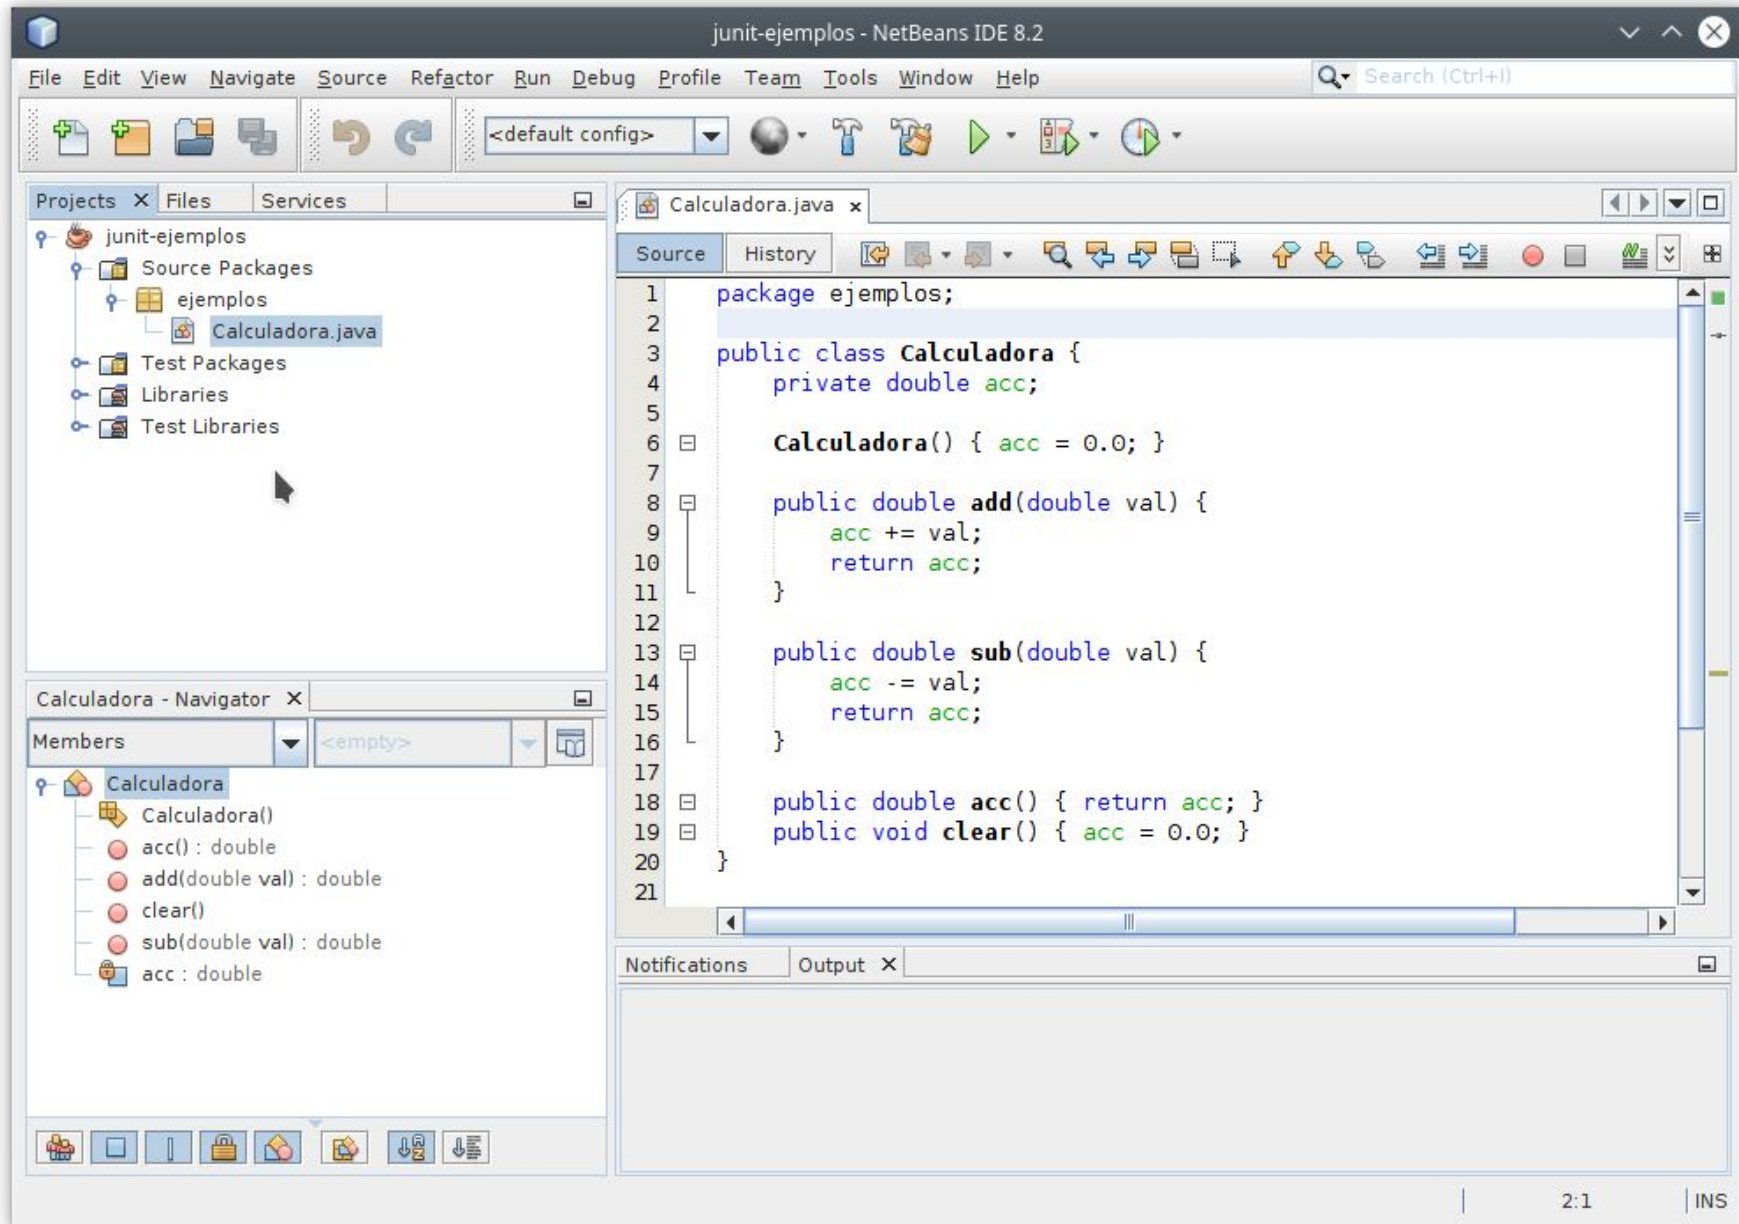 junit-ejemplos - NetBeans IDE 8.2
File Edit View Navigate Source Refactor Run Debug Profile Team Tools Window Help
Search (Ctrl+I)
<default config>
Projects Files Services
junit-ejemplos
Source Packages
ejemplos
Calculadora.java
Test Packages
Libraries
Test Libraries
Calculadora - Navigator
Members
<empty>
Calculadora
Calculadora()
acc() : double
add(double val) : double
clear()
sub(double val) : double
acc : double
Calculadora.java
Source History
1 package ejemplos;
2
3 public class Calculadora {
4 private double acc;
5
6 Calculadora() { acc = 0.0; }
7
8 public double add(double val) {
9 acc += val;
10 return acc;
11 }
12
13 public double sub(double val) {
14 acc -= val;
15 return acc;
16 }
17
18 public double acc() { return acc; }
19 public void clear() { acc = 0.0; }
20 }
21
Notifications Output
2:1 INS